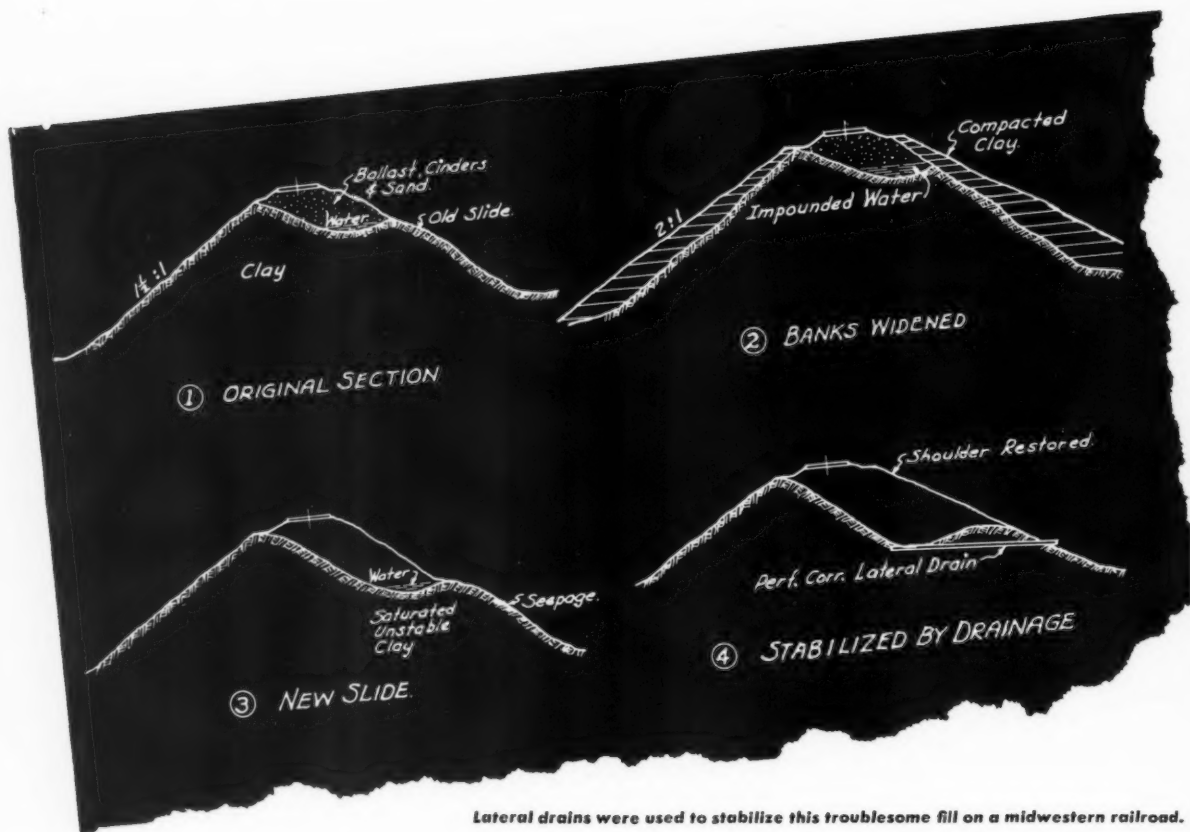 Ballast, Cinders
& Sand.
Water
Old Slide.
1½:1
Clay
① ORIGINAL SECTION
Compacted
Clay.
2:1
Impounded Water
② BANKS WIDENED
Water
Seepage.
Saturated
Unstable
Clay
③ NEW SLIDE.
Shoulder Restored.
Perf. Corr. Lateral Drain
④ STABILIZED BY DRAINAGE
Lateral drains were used to stabilize this troublesome fill on a midwestern railroad.